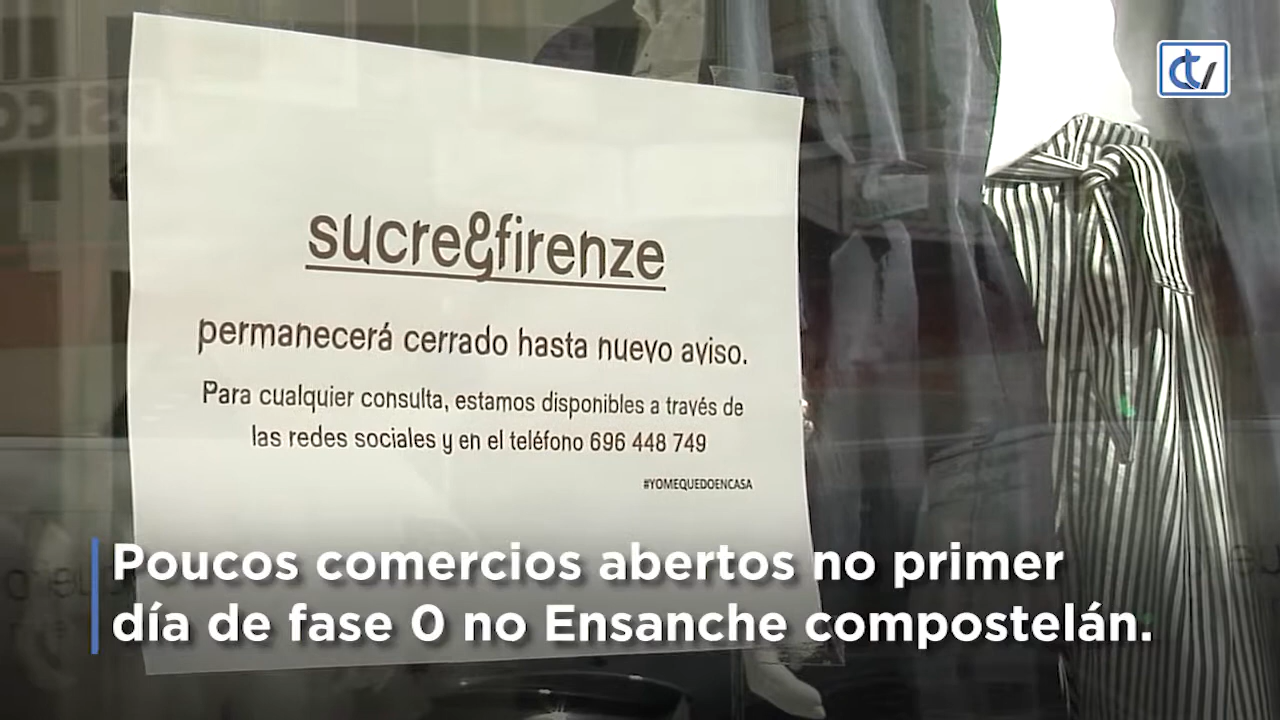 sucre&firenze
permanecerá cerrado hasta nuevo aviso.
Para cualquier consulta, estamos disponibles a través de
las redes sociales y en el teléfono 696 448 749
#YOMEQUEDOENCASA
Poucos comercios abertos no primer
día de fase 0 no Ensanche compostelán.